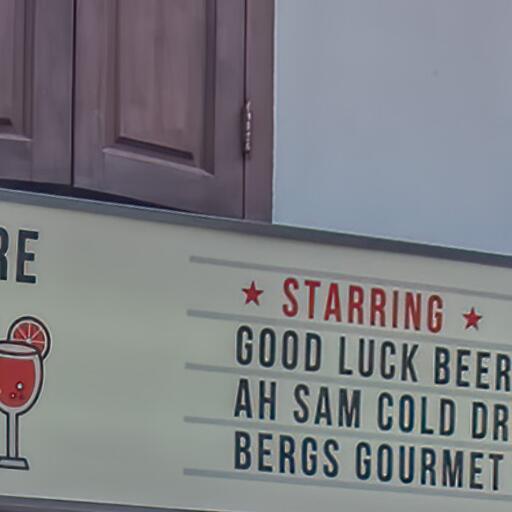 RE
★ STARRING ★
GOOD LUCK BEER
AH SAM COLD DR
BERGS GOURMET